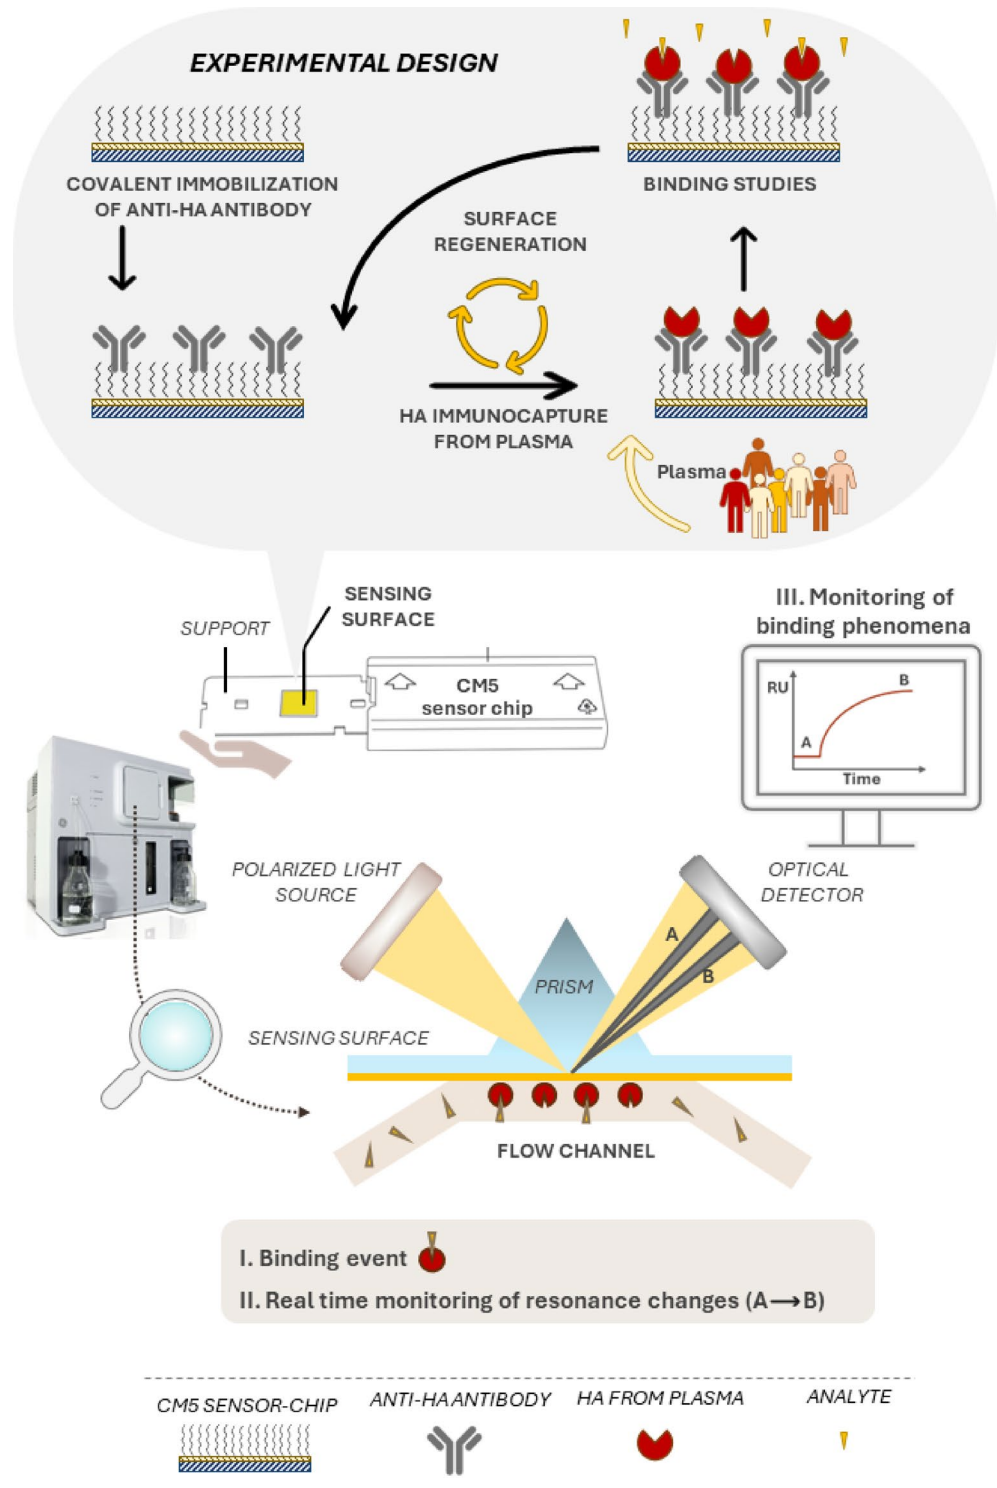 EXPERIMENTAL DESIGN
COVALENT IMMOBILIZATION
OF ANTI-HA ANTIBODY
BINDING STUDIES
SURFACE
REGENERATION
HA IMMUNOCAPTURE
FROM PLASMA
Plasma
SENSING
SURFACE
SUPPORT
CM5
sensor chip
III. Monitoring of
binding phenomena
RU
B
A
Time
POLARIZED LIGHT
SOURCE
OPTICAL
DETECTOR
A
B
PRISM
SENSING SURFACE
FLOW CHANNEL
I. Binding event
II. Real time monitoring of resonance changes (A→B)
CM5 SENSOR-CHIP
ANTI-HA ANTIBODY
HA FROM PLASMA
ANALYTE